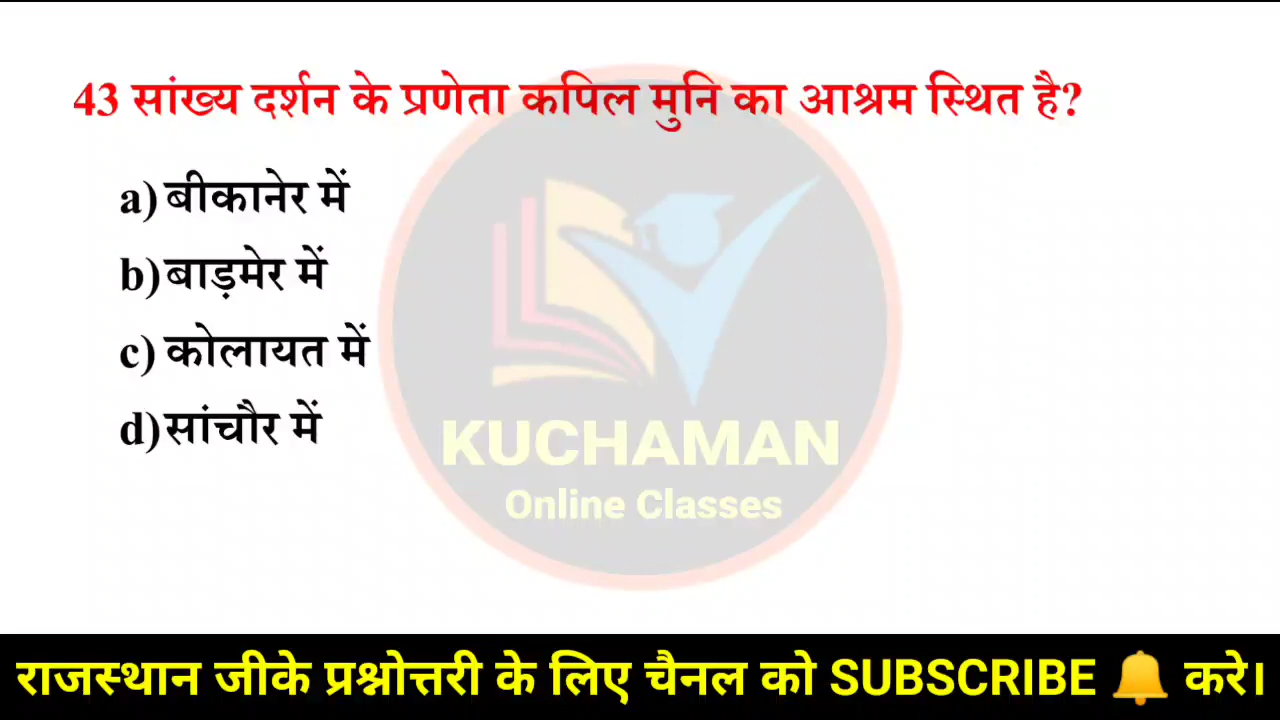 43 सांख्य दर्शन के प्रणेता कपिल मुनि का आश्रम स्थित है?
a) बीकानेर में
b)बाड़मेर में
c) कोलायत में
d)सांचौर में
KUCHAMAN
Online Classes
राजस्थान जीके प्रश्नोत्तरी के लिए चैनल को SUBSCRIBE 🔔 करे।